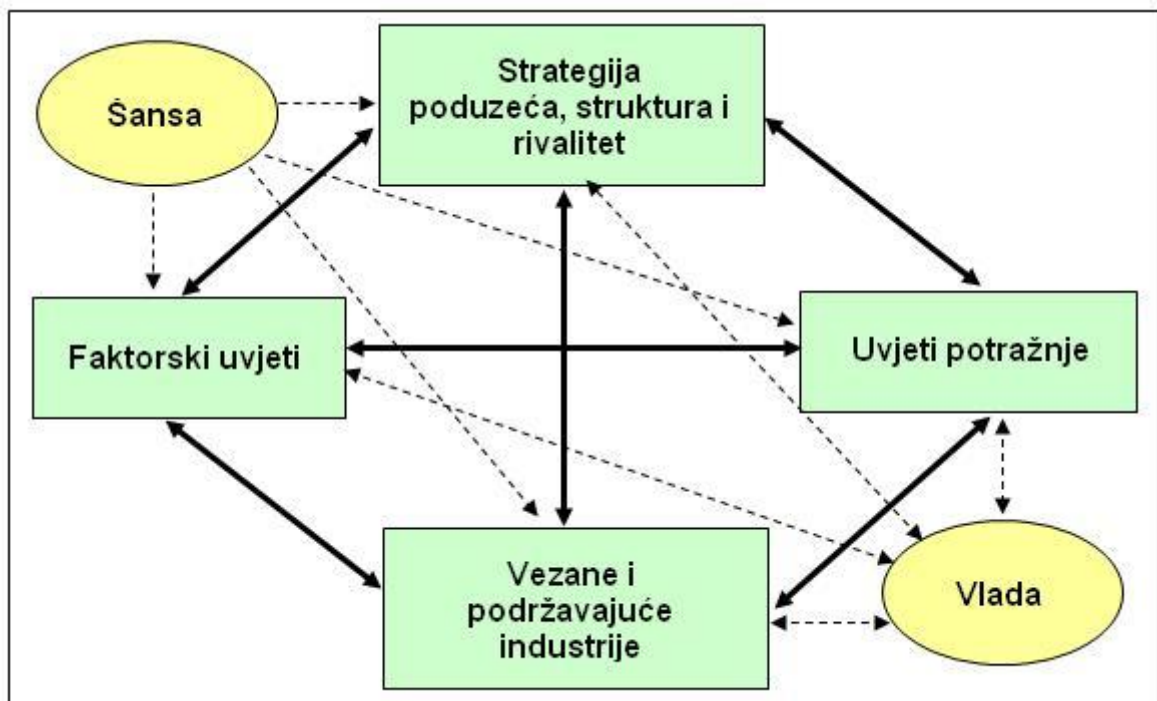 Šansa
Strategija
poduzeća, struktura i
rivalitet
Faktorski uvjeti
Uvjeti potražnje
Vezane i
podržavajuće
industrije
Vlada